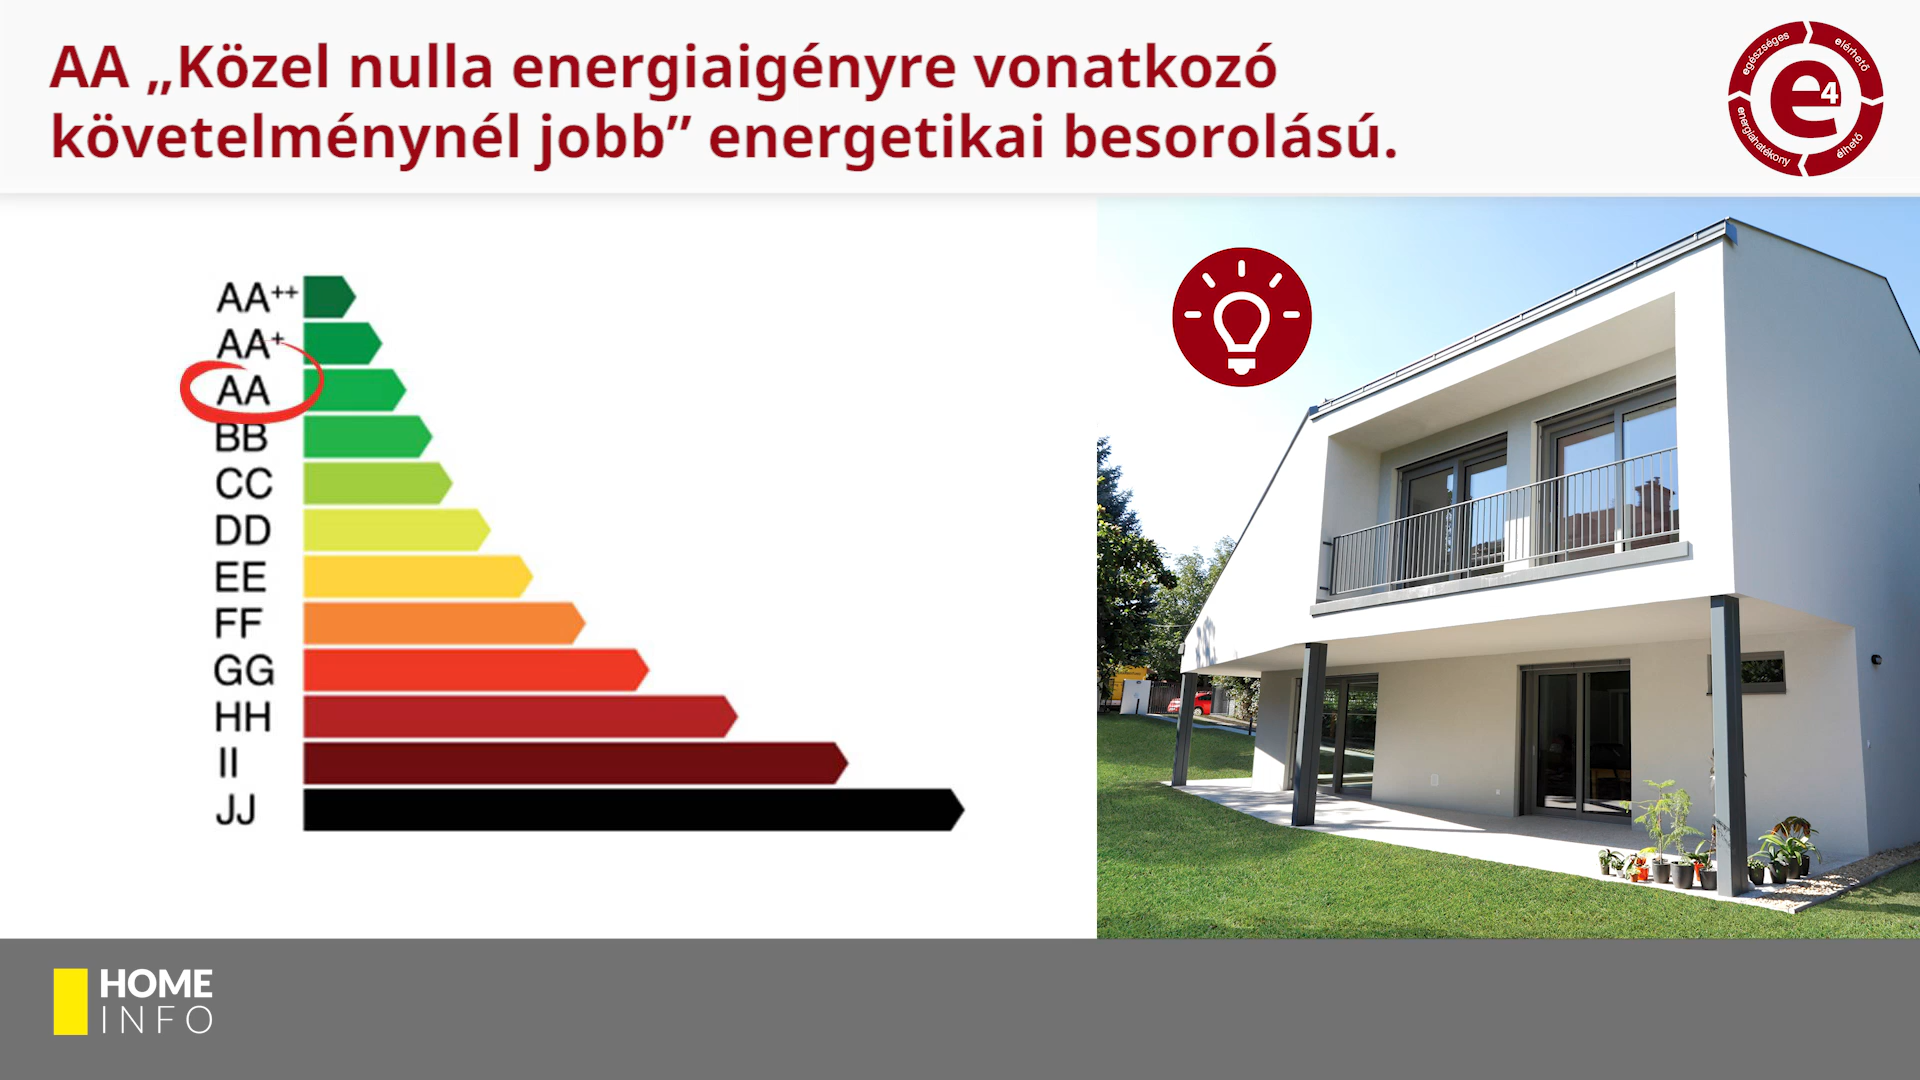 AA „Közel nulla energiaigényre vonatkozó
követelménynél jobb” energetikai besorolású.
egészséges
elérhető
e4
energiahatékony
élhető
AA++
AA+
AA
BB
CC
DD
EE
FF
GG
HH
II
JJ
HOME
INFO